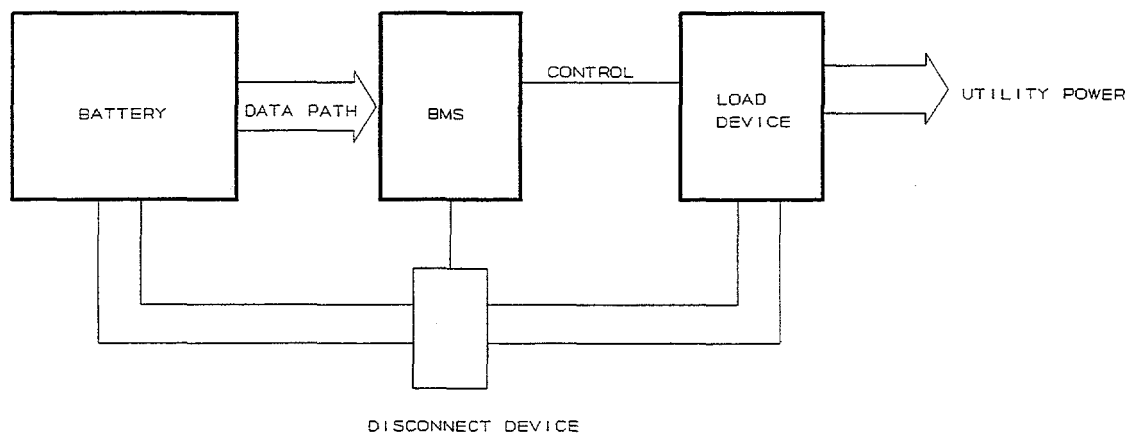 BATTERY
DATA PATH
BMS
CONTROL
LOAD
DEVICE
UTILITY POWER
DISCONNECT DEVICE